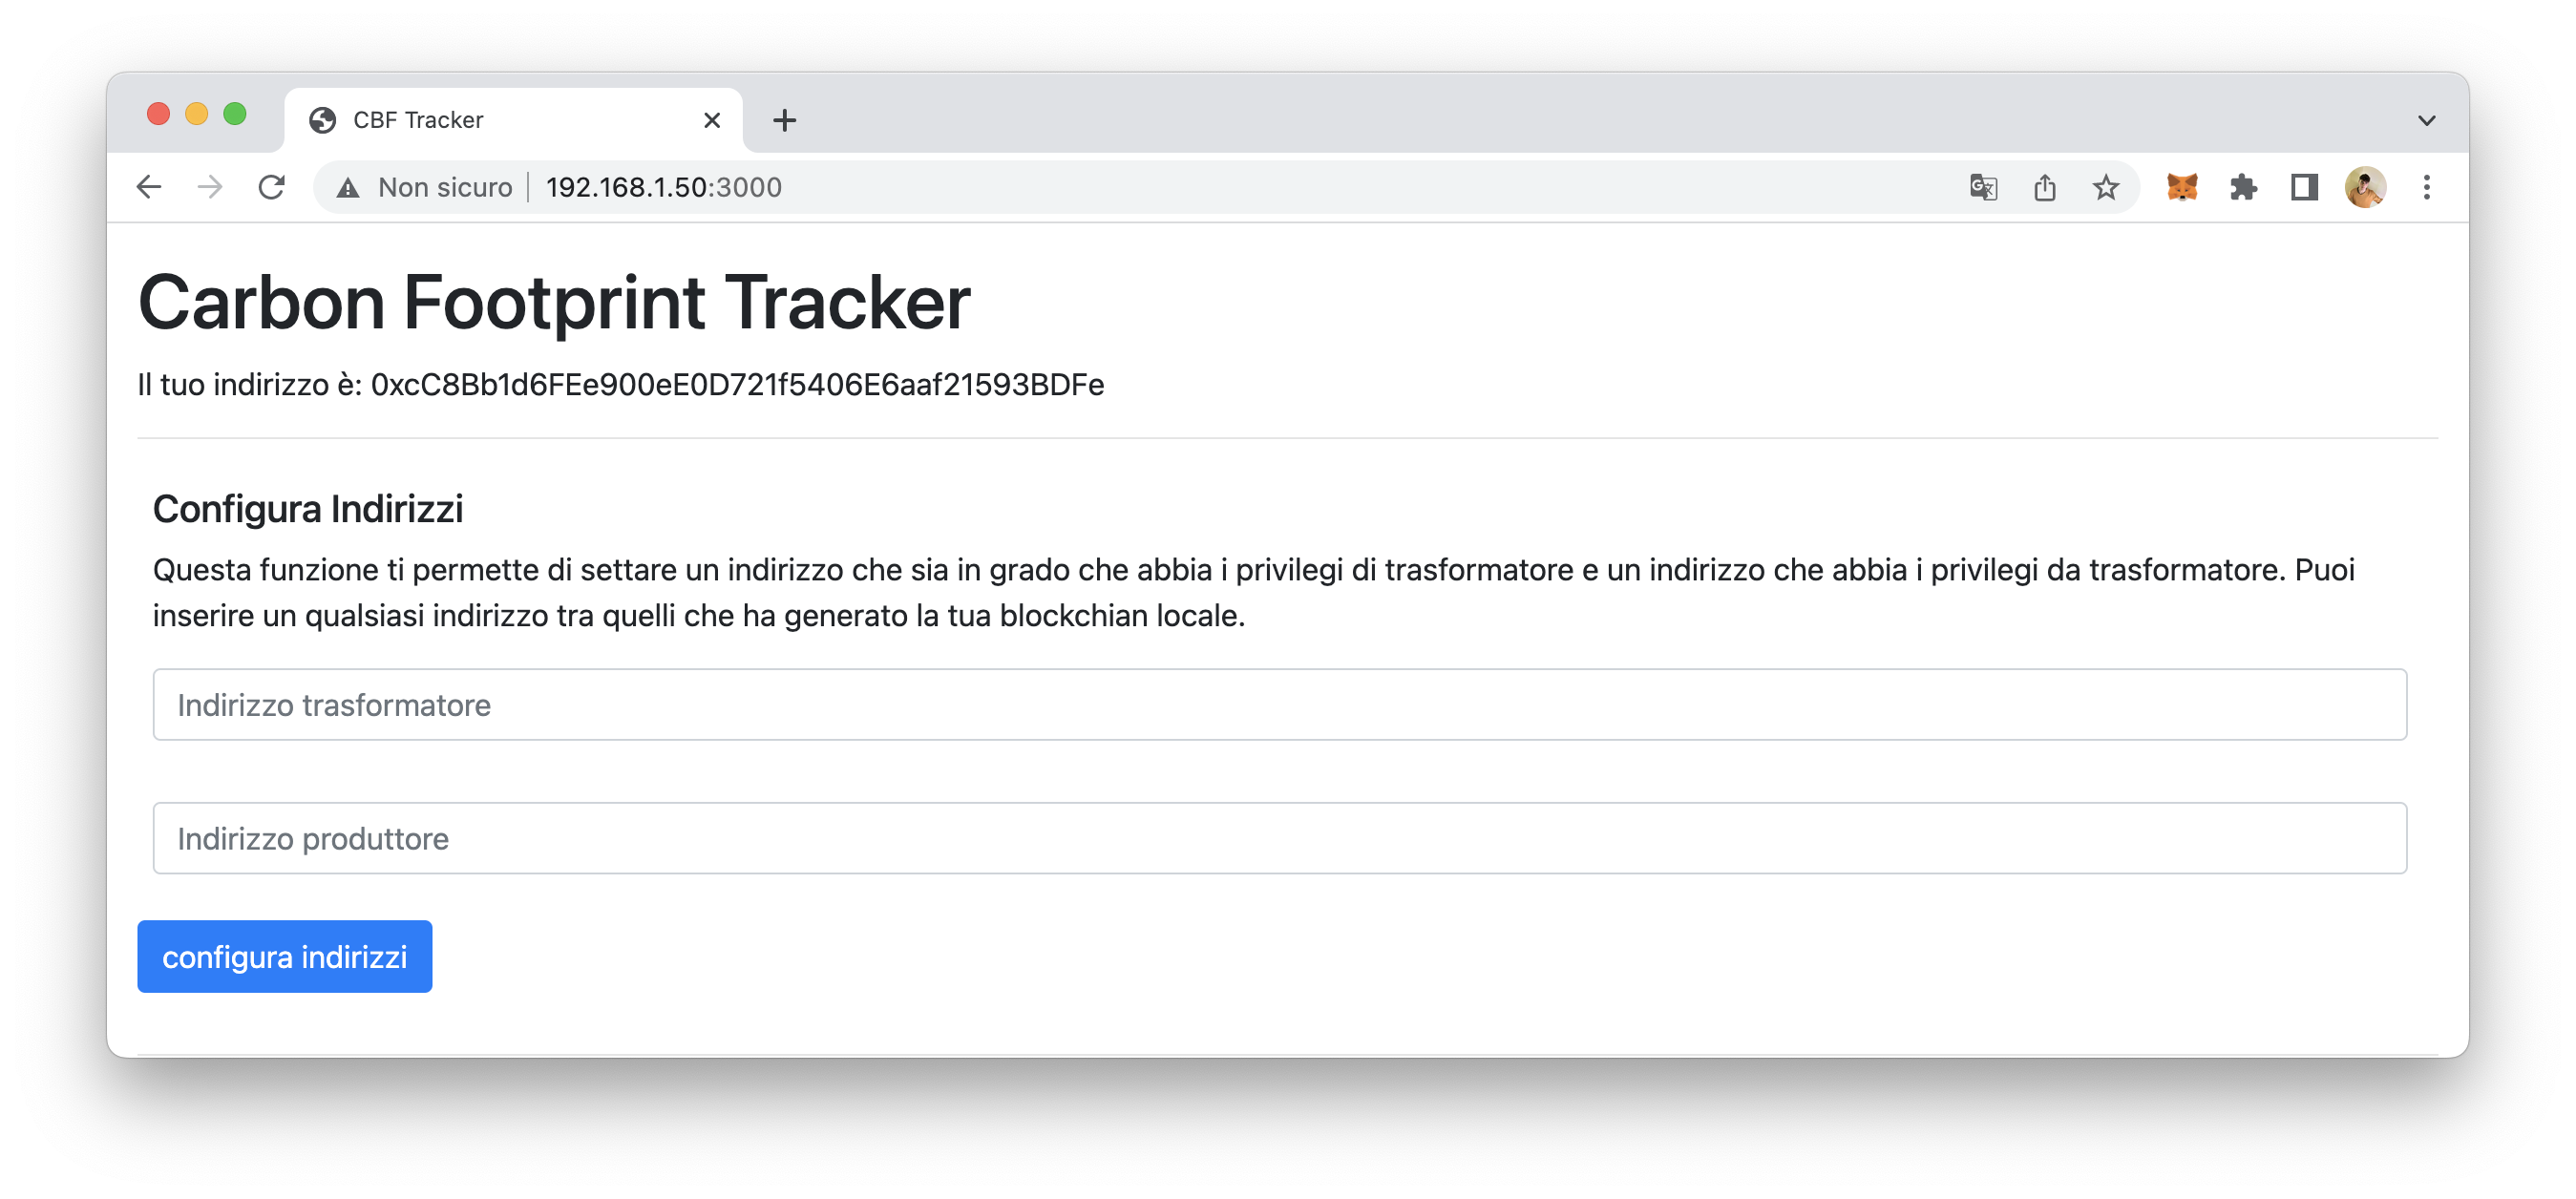 CBF Tracker
Non sicuro 192.168.1.50:3000
Carbon Footprint Tracker
Il tuo indirizzo è: 0xcC8Bb1d6FEe900eE0D721f5406E6aaf21593BDFe
Configura Indirizzi
Questa funzione ti permette di settare un indirizzo che sia in grado che abbia i privilegi di trasformatore e un indirizzo che abbia i privilegi da trasformatore. Puoi
inserire un qualsiasi indirizzo tra quelli che ha generato la tua blockchian locale.
Indirizzo trasformatore
Indirizzo produttore
configura indirizzi